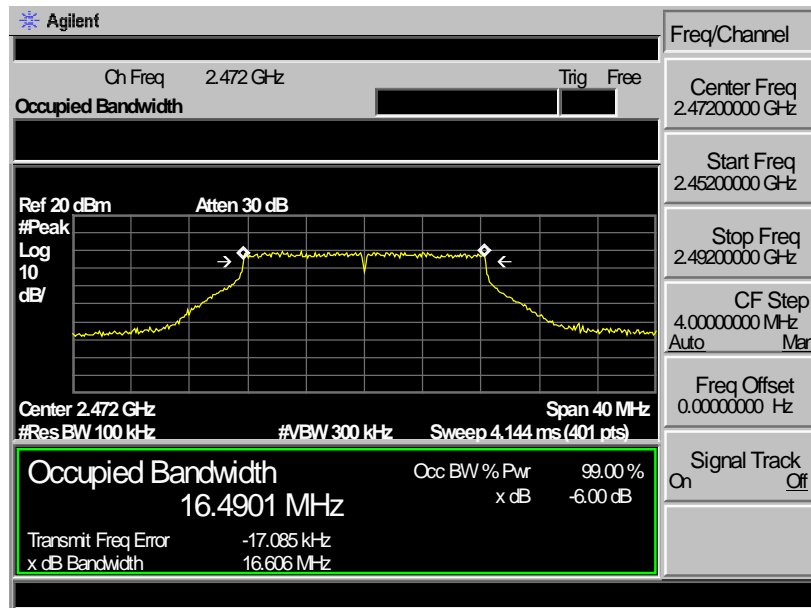 Agilent
Freq/Channel
Ch Freq 2.472 GHz Trig Free
Occupied Bandwidth
Center Freq
2.47200000 GHz
Start Freq
2.45200000 GHz
Ref 20 dBm Atten 30 dB
#Peak
Log
10
dB/
Stop Freq
2.49200000 GHz
CF Step
4.00000000 MHz
Auto Man
Freq Offset
0.00000000 Hz
Center 2.472 GHz Span 40 MHz
#Res BW 100 kHz #VBW 300 kHz Sweep 4.144 ms (401 pts)
Signal Track
On Off
Occupied Bandwidth Occ BW % Pwr 99.00 %
16.4901 MHz x dB -6.00 dB
Transmit Freq Error -17.085 kHz
x dB Bandwidth 16.606 MHz